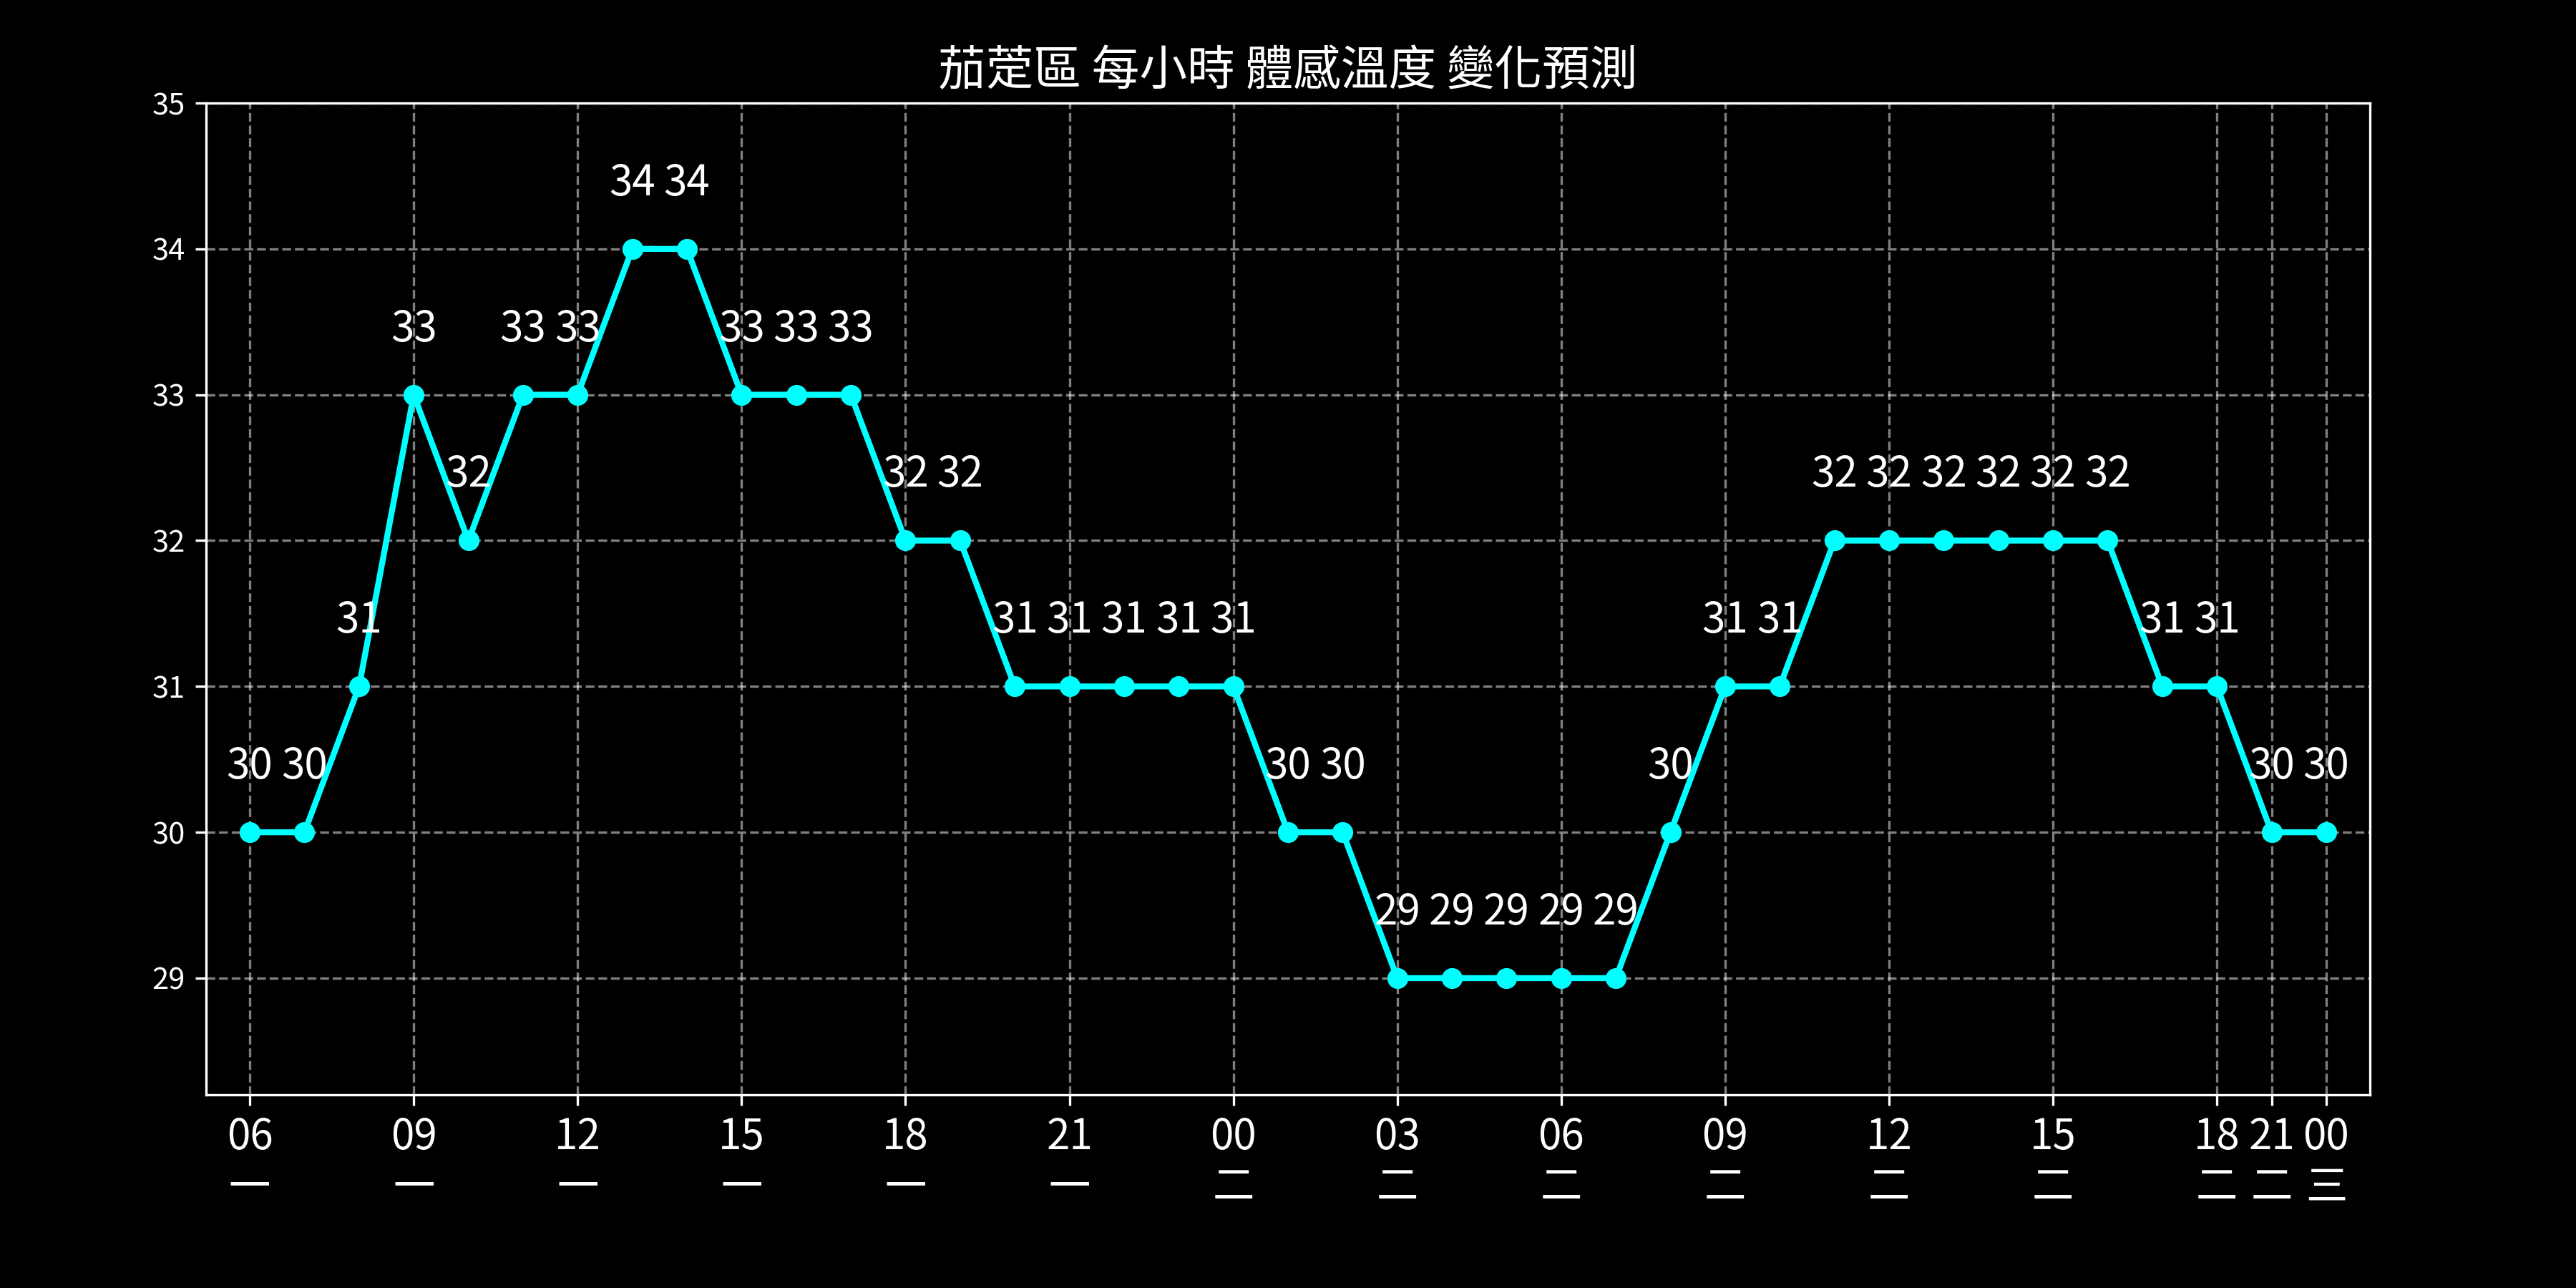 茄萣區 每小時 體感溫度 變化預測
35
34 34
34
33 33 33 33 33 33
33
32 32 32 32 32 32 32 32 32
32
31 31 31 31 31 31 31 31 31 31
31
30 30 30 30 30 30 30
30
29 29 29 29 29
29
06 09 12 15 18 21 00 03 06 09 12 15 18 21 00
一 一 一 一 一 一 二 二 二 二 二 二 二 二 三